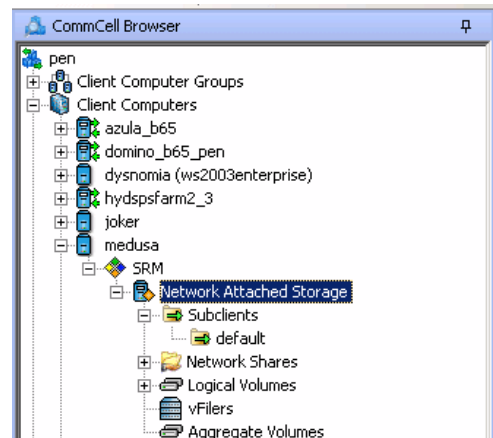 CommCell Browser
pen
Client Computer Groups
Client Computers
azula_b65
domino_b65_pen
dysnomia (ws2003enterprise)
hydspsfarm2_3
joker
medusa
SRM
Network Attached Storage
Subclients
default
Network Shares
Logical Volumes
vFilers
Aggregate Volumes